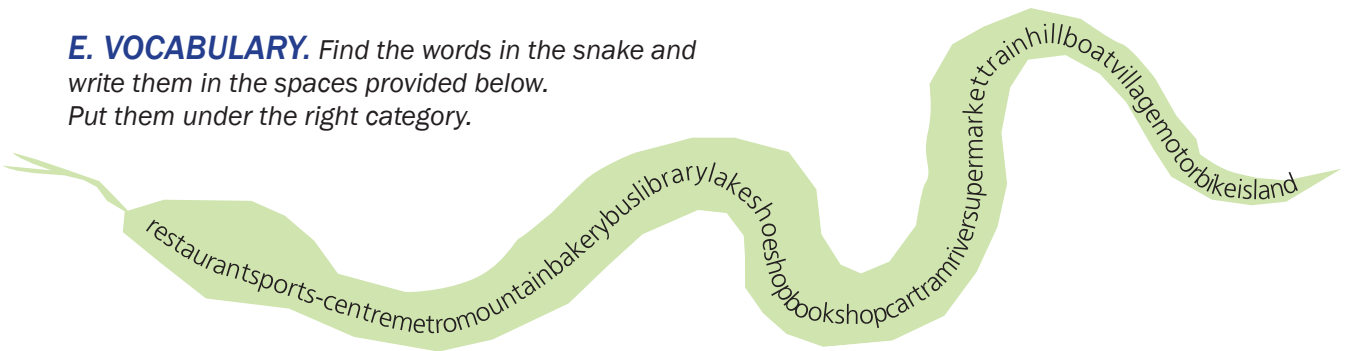 E. VOCABULARY. Find the words in the snake and
write them in the spaces provided below.
Put them under the right category.
restaurantsports-centremetromountainbakerybuslibrarylakeshoeshopbookshopcartramriversupermarkettrainhillboatvillagemotorbikeisland